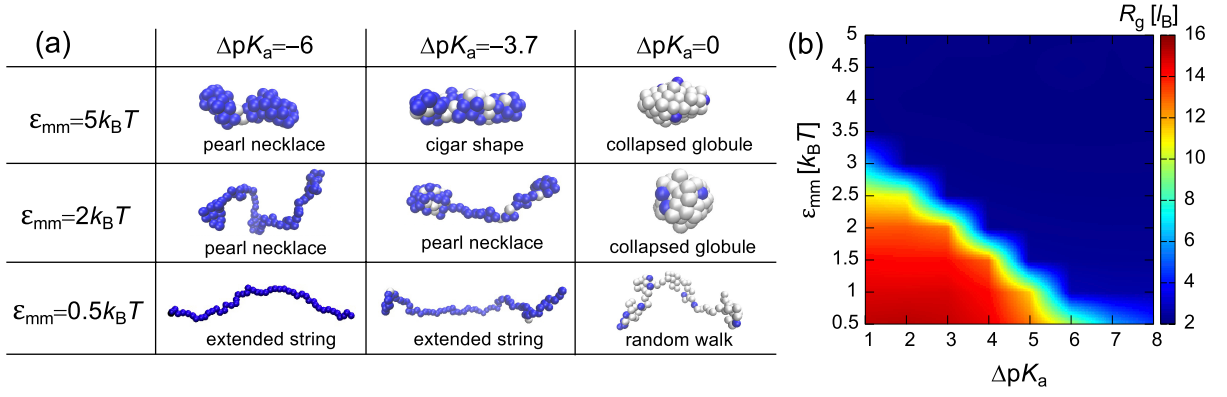 (a)
ΔpKa=−6 ΔpKa=−3.7 ΔpKa=0
εmm=5kBT
pearl necklace cigar shape collapsed globule
εmm=2kBT
pearl necklace pearl necklace collapsed globule
εmm=0.5kBT
extended string extended string random walk
(b)
Rg [lB]
5
4.5
4
3.5
3
2.5
2
1.5
1
0.5
εmm [kBT]
1 2 3 4 5 6 7 8
ΔpKa
16
14
12
10
8
6
4
2